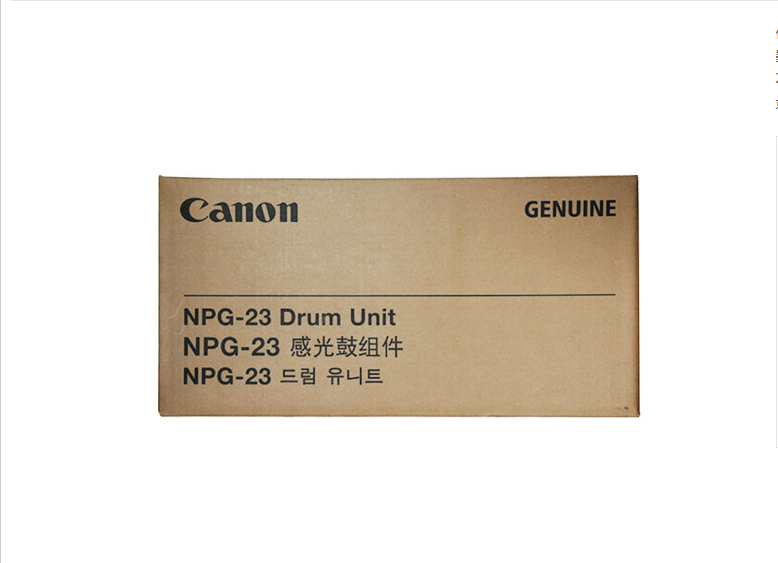 Canon
GENUINE
NPG-23 Drum Unit
NPG-23 感光鼓组件
NPG-23 드럼 유니트